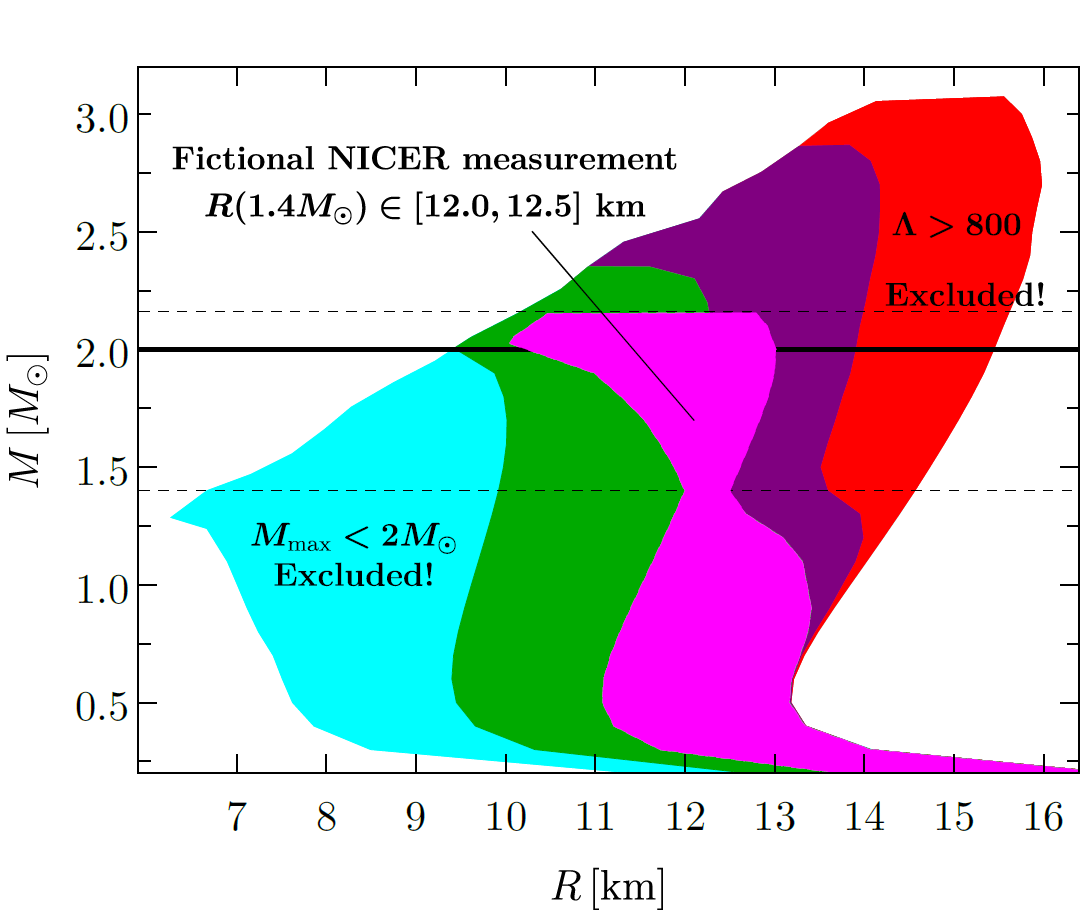 Fictional NICER measurement
R(1.4M⊙) ∈ [12.0, 12.5] km
Λ > 800
Excluded!
M_max < 2M⊙
Excluded!
3.0
2.5
2.0
1.5
1.0
0.5
M [M⊙]
7 8 9 10 11 12 13 14 15 16
R [km]